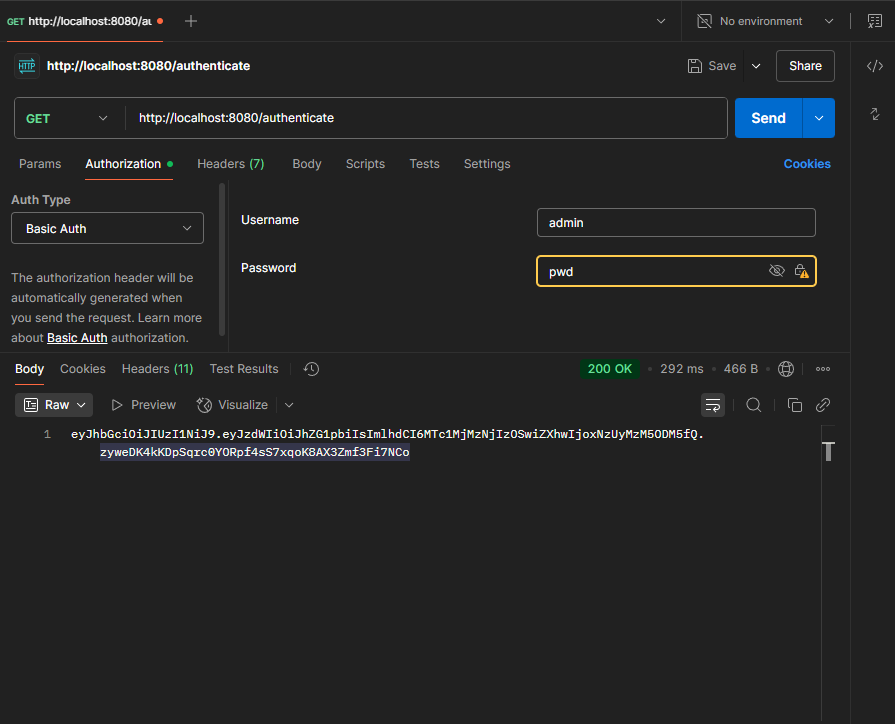 GET http://localhost:8080/au
No environment
HTTP http://localhost:8080/authenticate
Save
Share
GET http://localhost:8080/authenticate
Send
Params Authorization Headers (7) Body Scripts Tests Settings Cookies
Auth Type
Basic Auth
The authorization header will be
automatically generated when
you send the request. Learn more
about Basic Auth authorization.
Username admin
Password pwd
Body Cookies Headers (11) Test Results 200 OK 292 ms 466 B
Raw Preview Visualize
1 eyJhbGciOiJIUzI1NiJ9.eyJzdWIiOiJhZG1pbiIsImlhdCI6MTc1MjMzNjIzOSwiZXhwIjoxNzUyMzM5ODM5fQ.
zyweDK4kKDpSqrc0YORpf4sS7xqoK8AX3Zmf3Fi7NCo